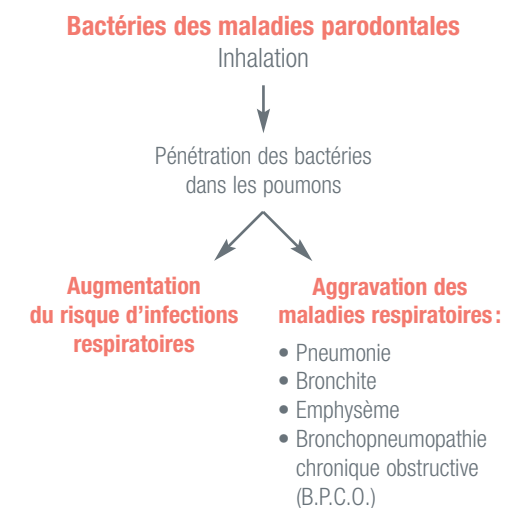 Bactéries des maladies parodontales
Inhalation
Pénétration des bactéries
dans les poumons
Augmentation
du risque d’infections
respiratoires
Aggravation des
maladies respiratoires :
• Pneumonie
• Bronchite
• Emphysème
• Bronchopneumopathie
chronique obstructive
(B.P.C.O.)